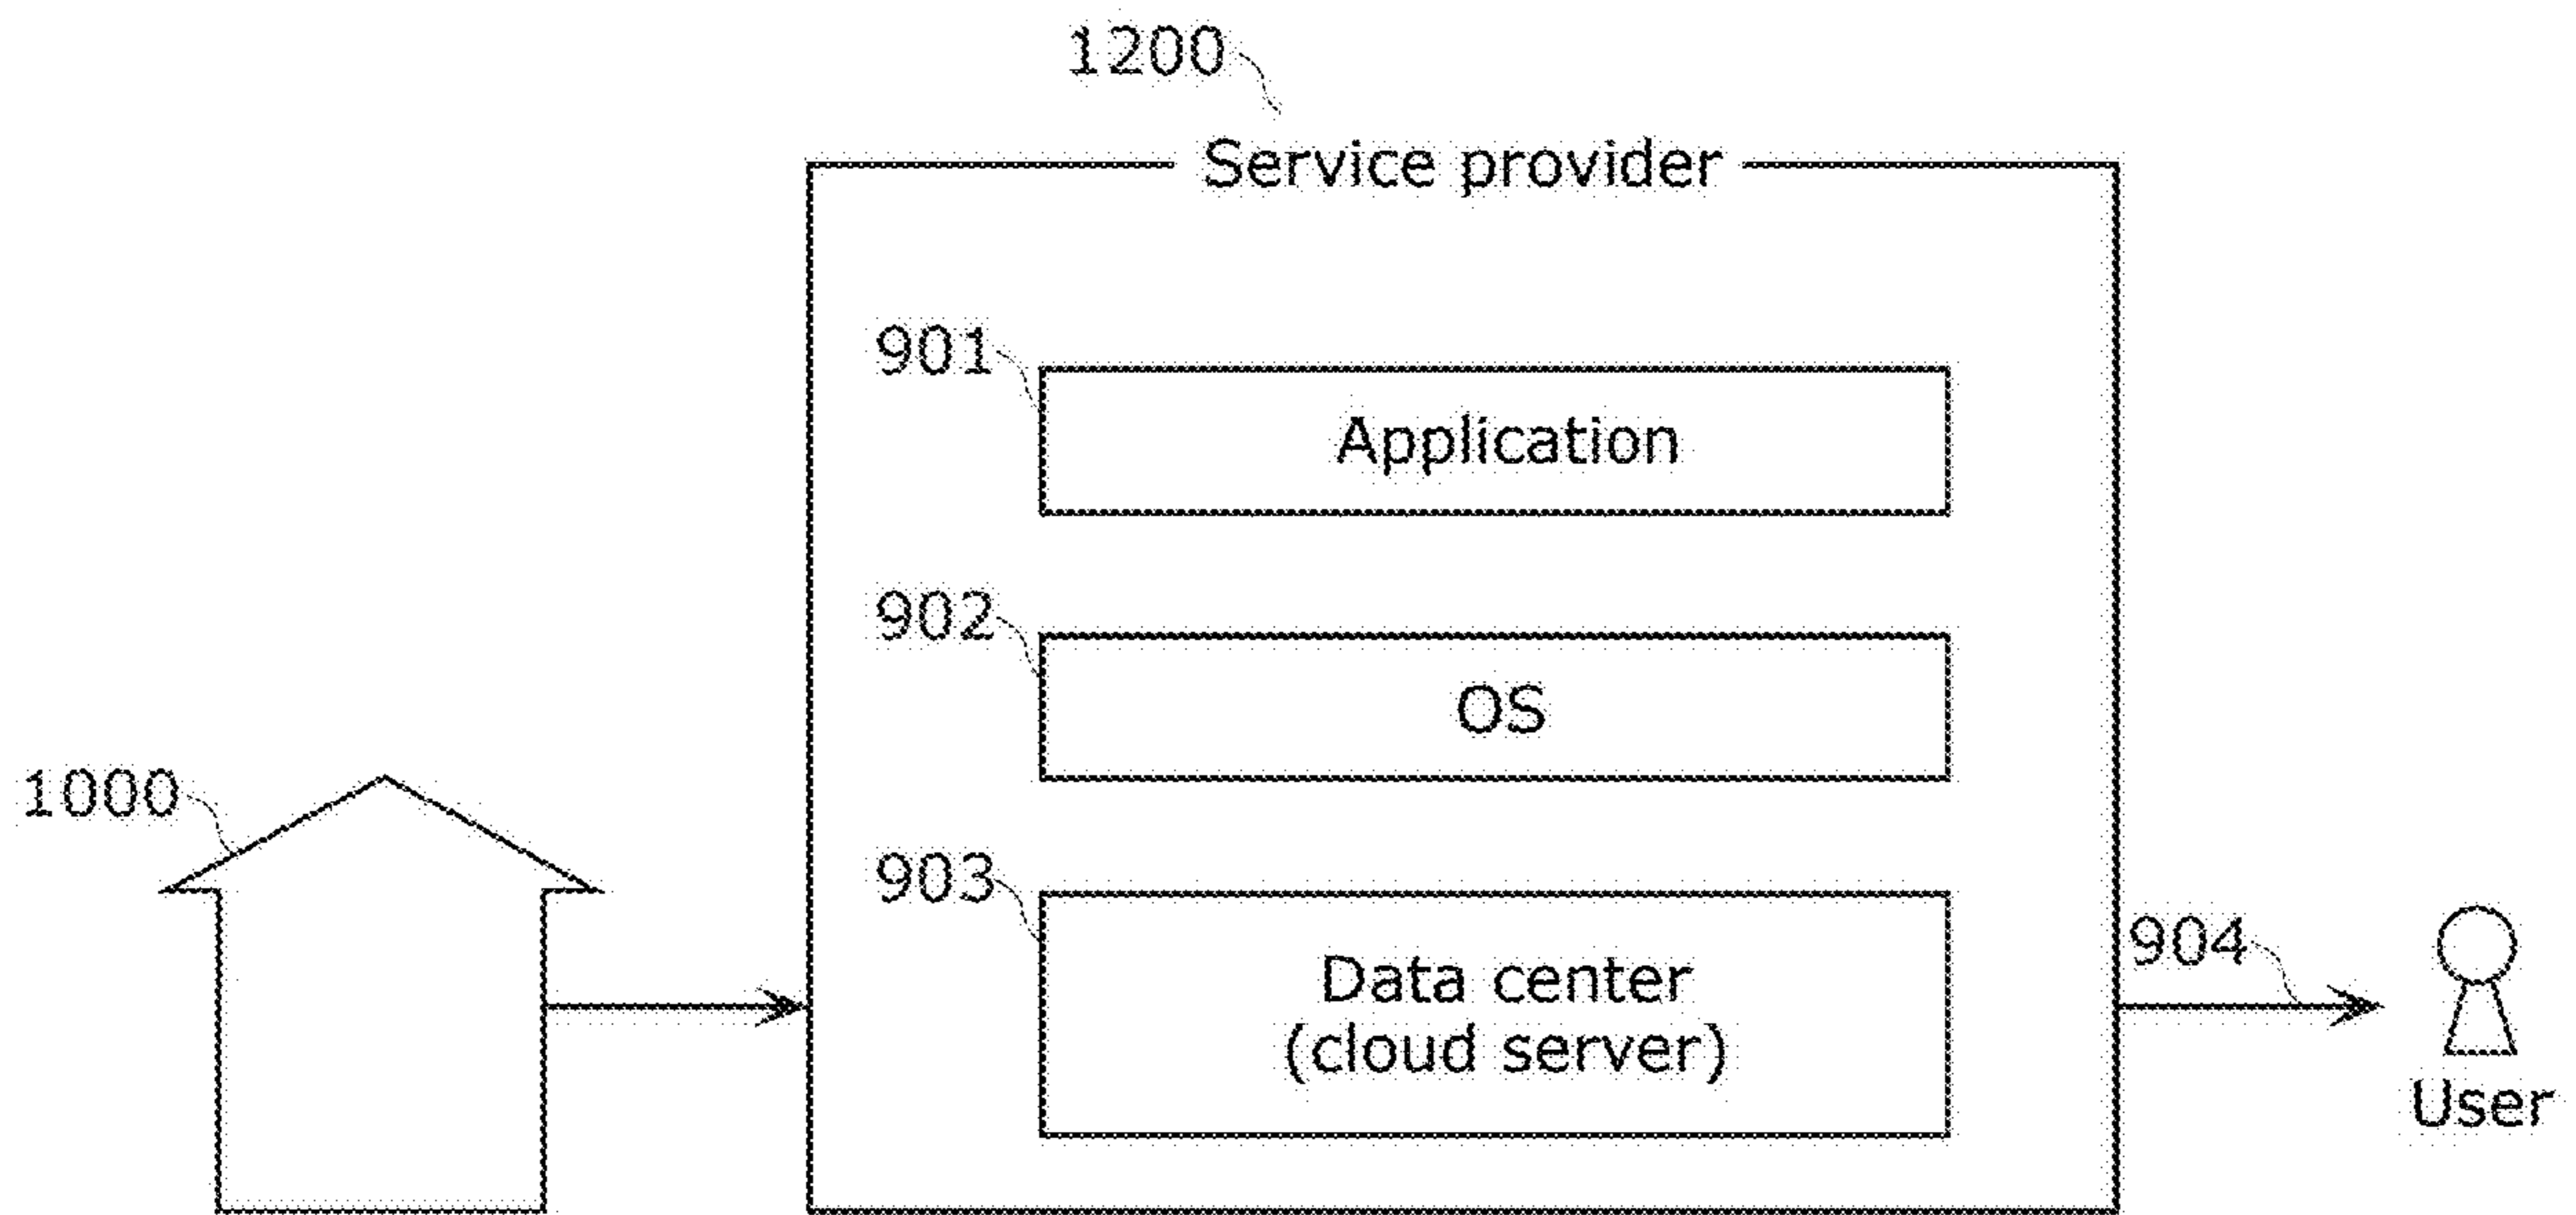 1200
Service provider
901
Application
902
OS
1000
903
Data center
(cloud server)
904
User